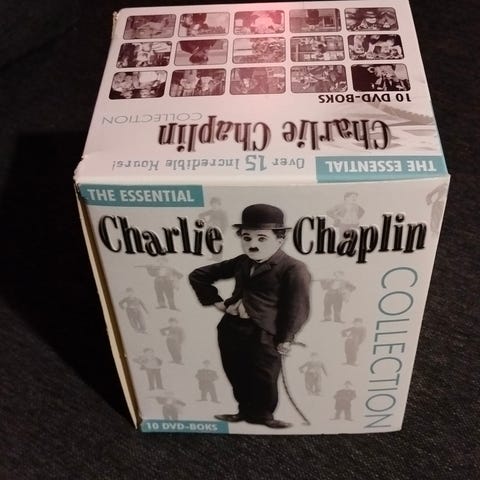 10 DVD-BOKS
Charlie Chaplin
COLLECTION
THE ESSENTIAL
Over 15 Incredible Hours!
THE ESSENTIAL
Charlie Chaplin
COLLECTION
10 DVD-BOKS